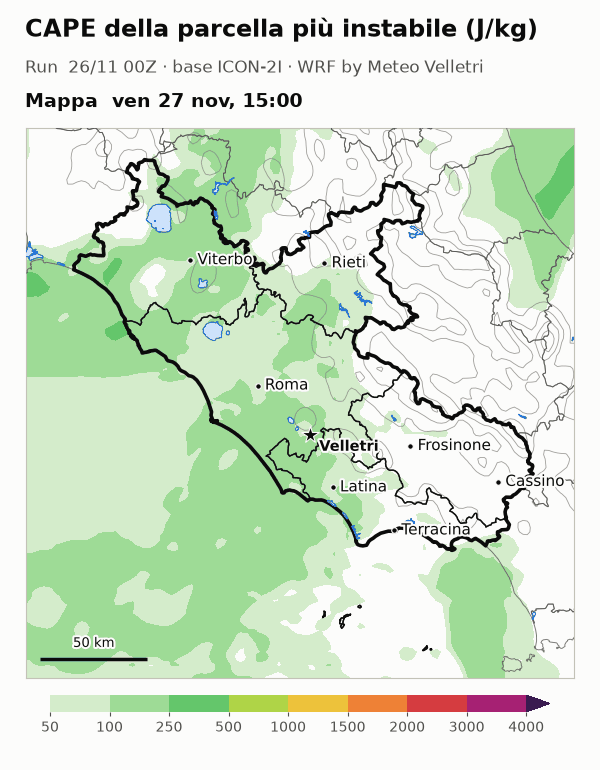 CAPE della parcella più instabile (J/kg)
Run  26/11 00Z · base ICON-2I · WRF by Meteo Velletri
Mappa  ven 27 nov, 15:00
Viterbo
Rieti
Roma
Velletri
Frosinone
Latina
Cassino
Terracina
50 km
50 100 250 500 1000 1500 2000 3000 4000